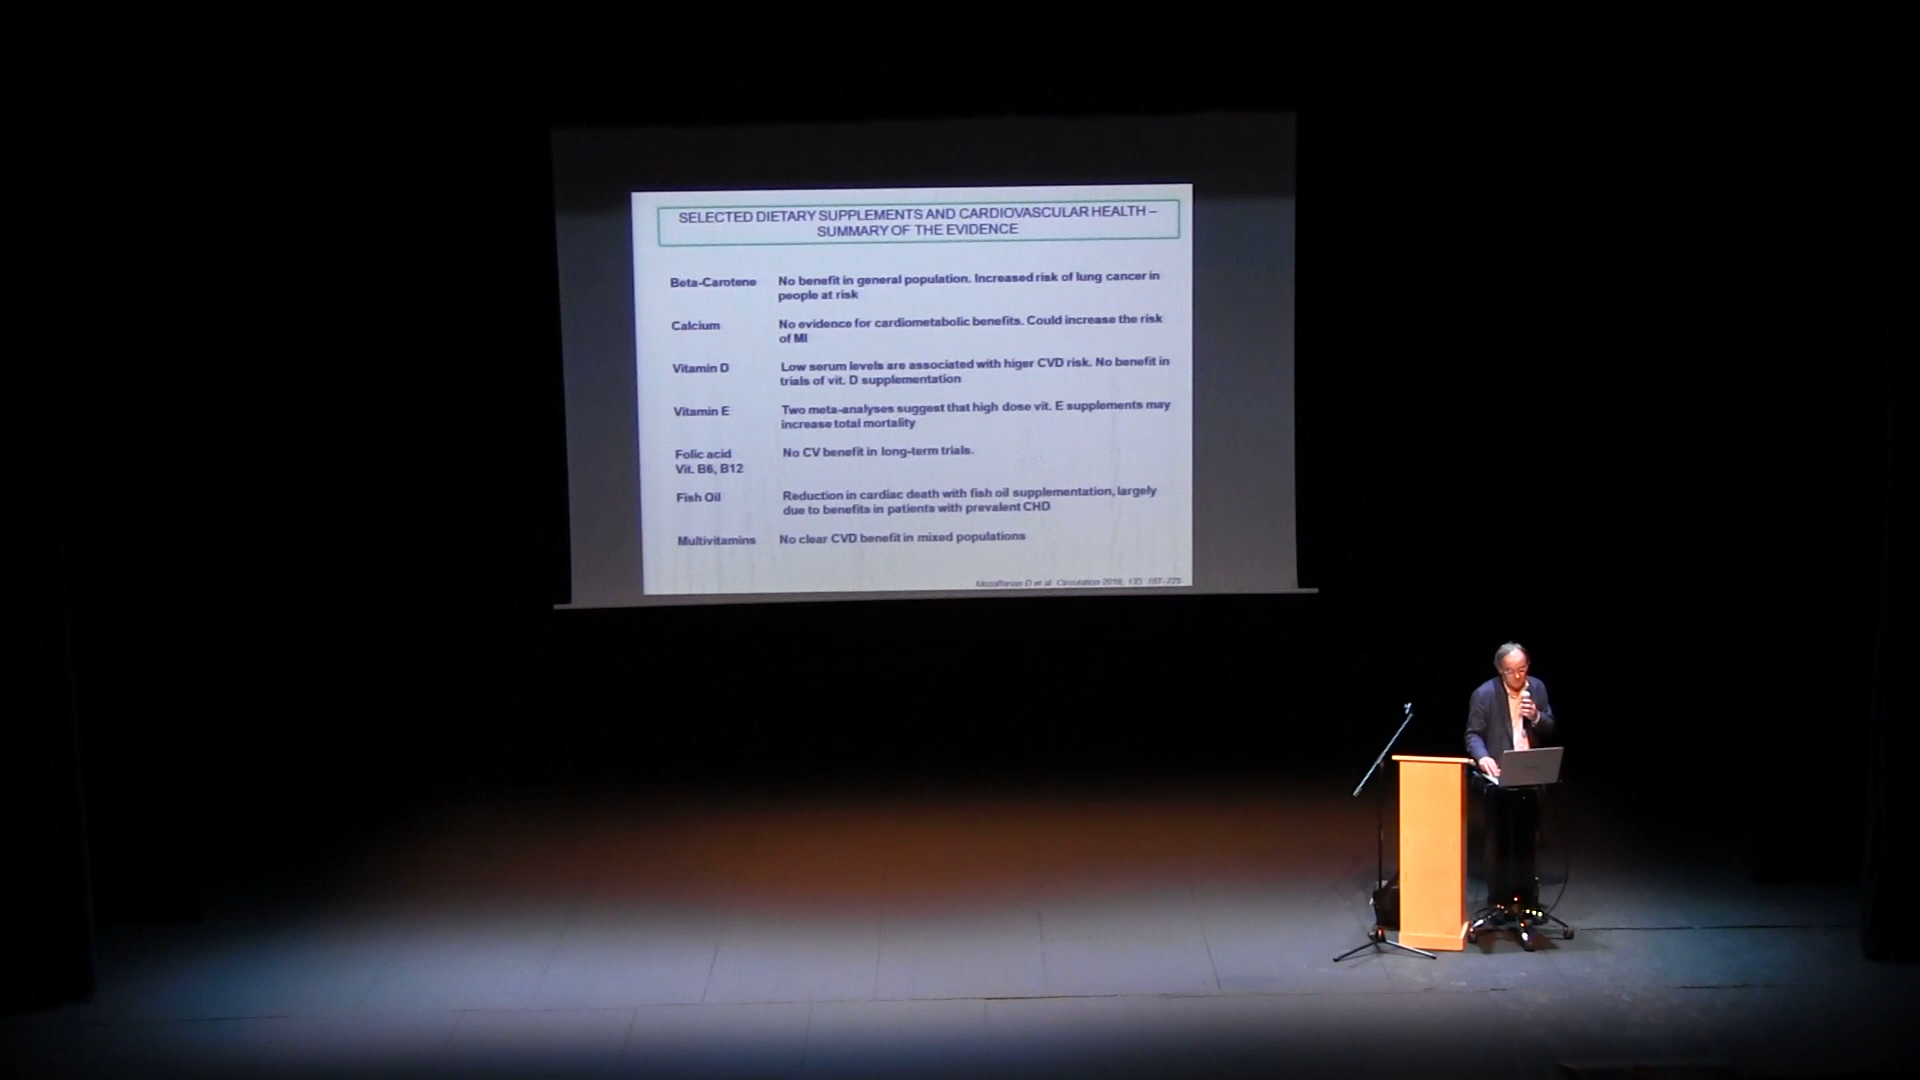 SELECTED DIETARY SUPPLEMENTS AND CARDIOVASCULAR HEALTH –
SUMMARY OF THE EVIDENCE
Beta-Carotene No benefit in general population. Increased risk of lung cancer in
people at risk
Calcium No evidence for cardiometabolic benefits. Could increase the risk
of MI
Vitamin D Low serum levels are associated with higer CVD risk. No benefit in
trials of vit. D supplementation
Vitamin E Two meta-analyses suggest that high dose vit. E supplements may
increase total mortality
Folic acid No CV benefit in long-term trials.
Vit. B6, B12
Fish Oil Reduction in cardiac death with fish oil supplementation, largely
due to benefits in patients with prevalent CHD
Multivitamins No clear CVD benefit in mixed populations
Mozaffarian D et al. Circulation